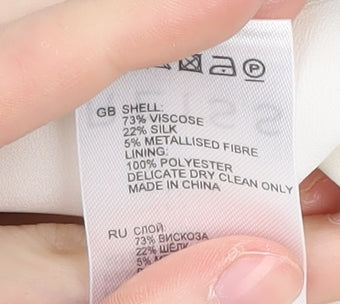 GB SHELL:
73% VISCOSE
22% SILK
5% METALLISED FIBRE
LINING:
100% POLYESTER
DELICATE DRY CLEAN ONLY
MADE IN CHINA
RU СЛОЙ:
73% ВИСКОЗА
22% ШЁЛК
5%